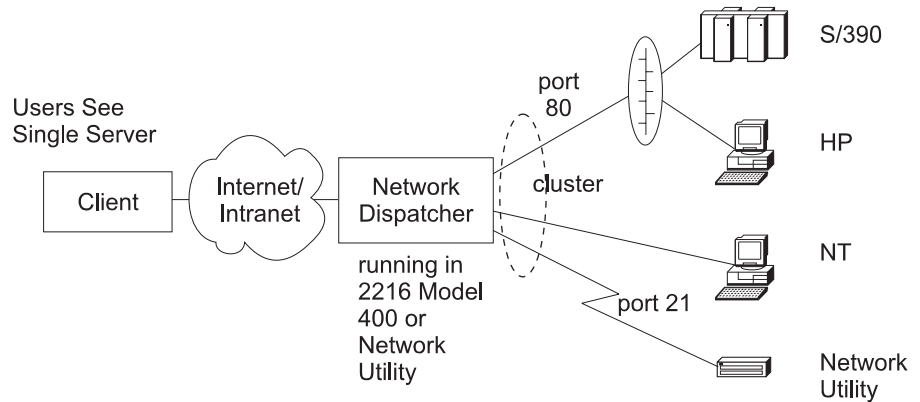 Users See
Single Server
Client
Internet/
Intranet
Network
Dispatcher
running in
2216 Model
400 or
Network
Utility
port
80
cluster
port 21
S/390
HP
NT
Network
Utility